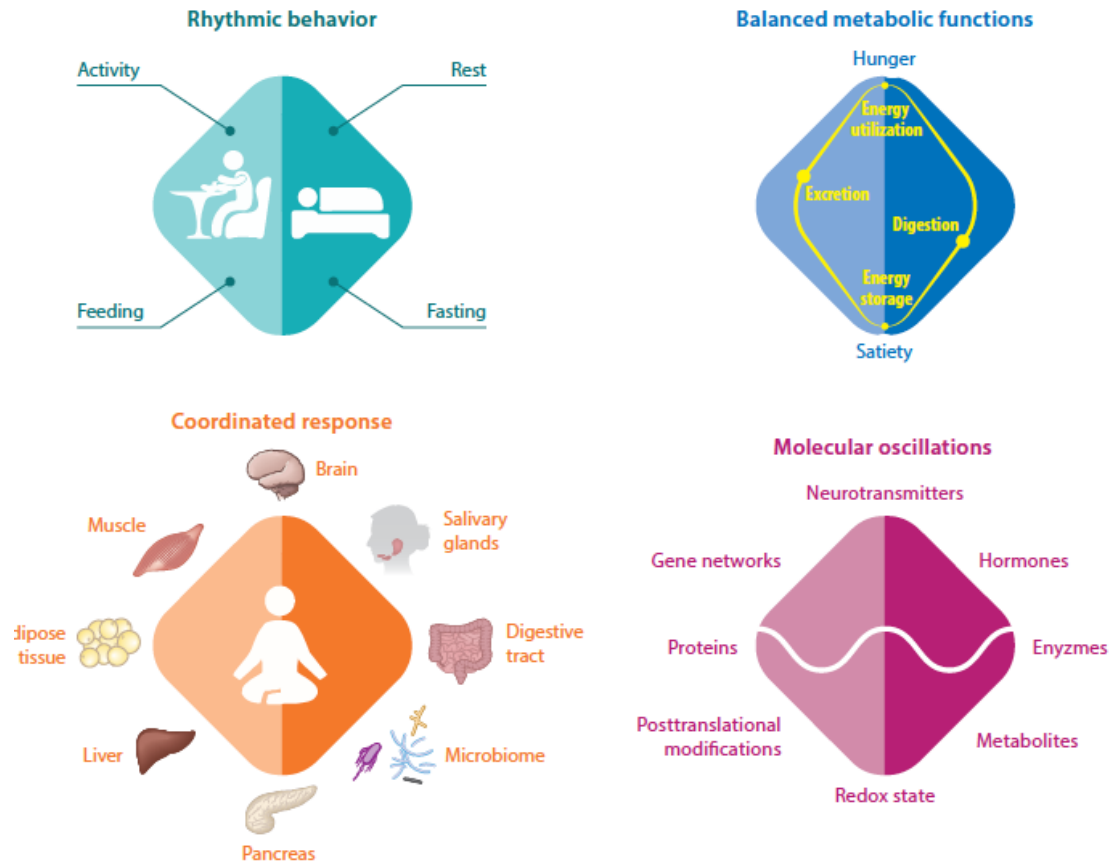 Rhythmic behavior
Activity
Rest
Feeding
Fasting
Balanced metabolic functions
Hunger
Energy
utilization
Excretion
Digestion
Energy
storage
Satiety
Coordinated response
Brain
Muscle
Salivary
glands
dipose
tissue
Digestive
tract
Liver
Microbiome
Pancreas
Molecular oscillations
Neurotransmitters
Gene networks
Hormones
Proteins
Enyzmes
Posttranslational
modifications
Metabolites
Redox state